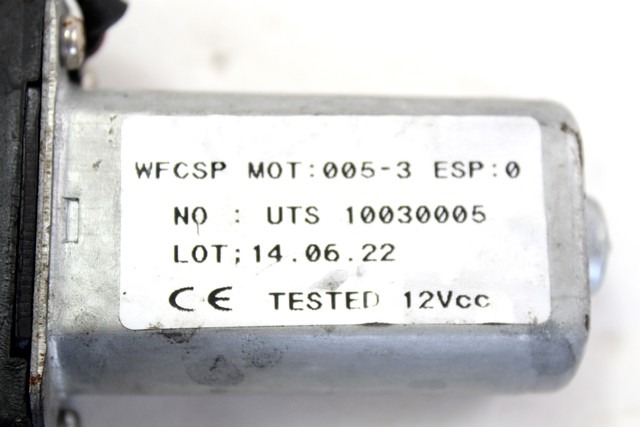 WFCSP MOT:005-3 ESP:0
NO : UTS 10030005
LOT;14.06.22
CE TESTED 12Vcc